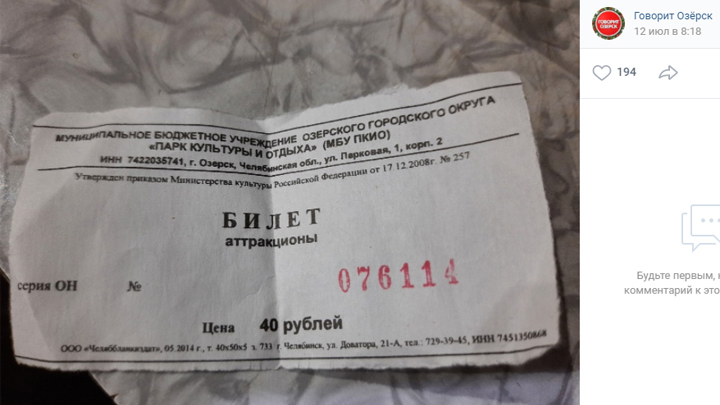 МУНИЦИПАЛЬНОЕ БЮДЖЕТНОЕ УЧРЕЖДЕНИЕ ОЗЕРСКОГО ГОРОДСКОГО ОКРУГА
«ПАРК КУЛЬТУРЫ И ОТДЫХА» (МБУ ПКИО)
ИНН 7422035741, г. Озерск, Челябинская обл., ул. Парковая, 1, корп. 2
Утвержден приказом Министерства культуры Российской Федерации от 17 12.2008г. № 257
БИЛЕТ
аттракционы
серия ОН № 076114
Цена 40 рублей
ООО «Челябланкиздат», 05.2014 г., т. 40х50х5 з. 733 г. Челябинск, ул. Доватора, 21-А, тел.: 729-39-45, ИНН 7451350868
ГОВОРИТ
ОЗЁРСК
Говорит Озёрск
12 июл в 8:18
194
Будьте первым,
комментарий к это